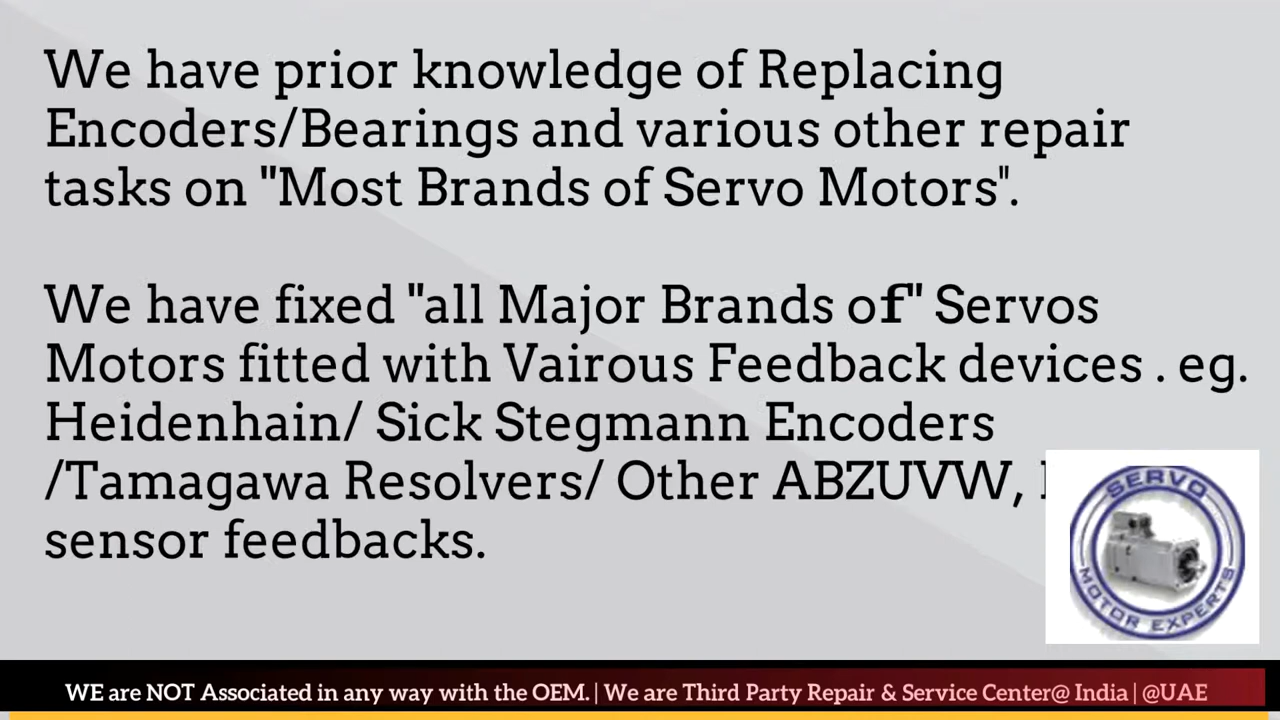 We have prior knowledge of Replacing
Encoders/Bearings and various other repair
tasks on "Most Brands of Servo Motors".
We have fixed "all Major Brands of" Servos
Motors fitted with Vairous Feedback devices . eg.
Heidenhain/ Sick Stegmann Encoders
/Tamagawa Resolvers/ Other ABZUVW,
sensor feedbacks.
SERVO
MOTOR EXPERTS
WE are NOT Associated in any way with the OEM. | We are Third Party Repair & Service Center@ India | @UAE